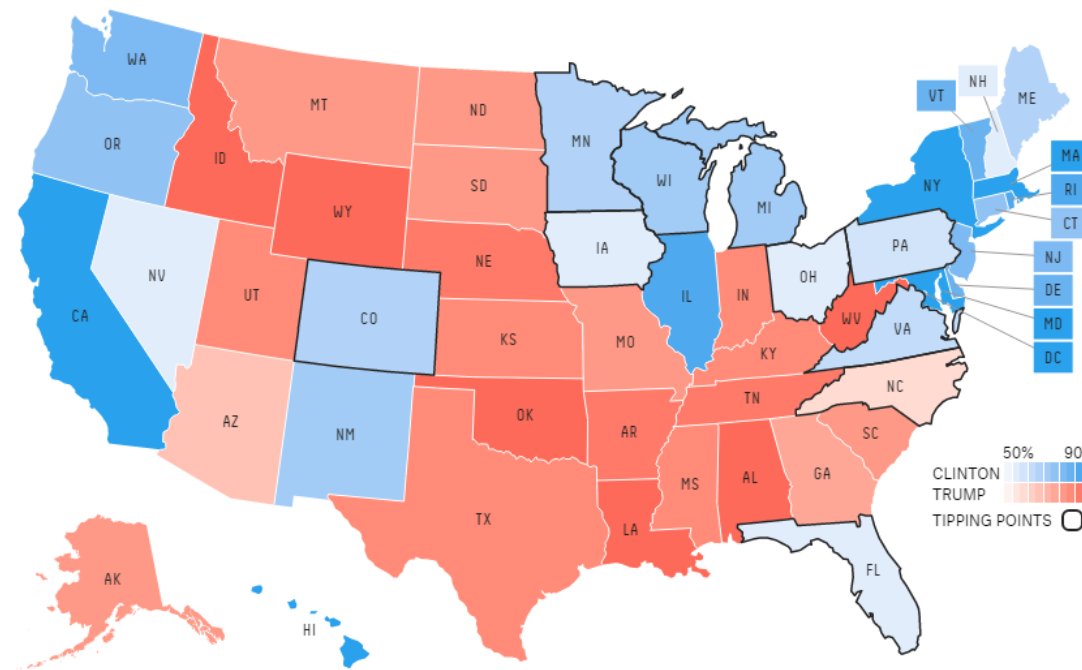 WA
MT
ND
MN
VT
NH
ME
OR
ID
SD
WI
MI
NY
MA
RI
CT
WY
NV
IA
PA
NJ
NE
UT
OH
DE
CA
CO
IL
IN
WV
VA
MD
KS
MO
KY
DC
AZ
NM
OK
AR
TN
NC
SC
MS
AL
GA
TX
LA
50% 90
CLINTON
TRUMP
TIPPING POINTS
FL
AK
HI